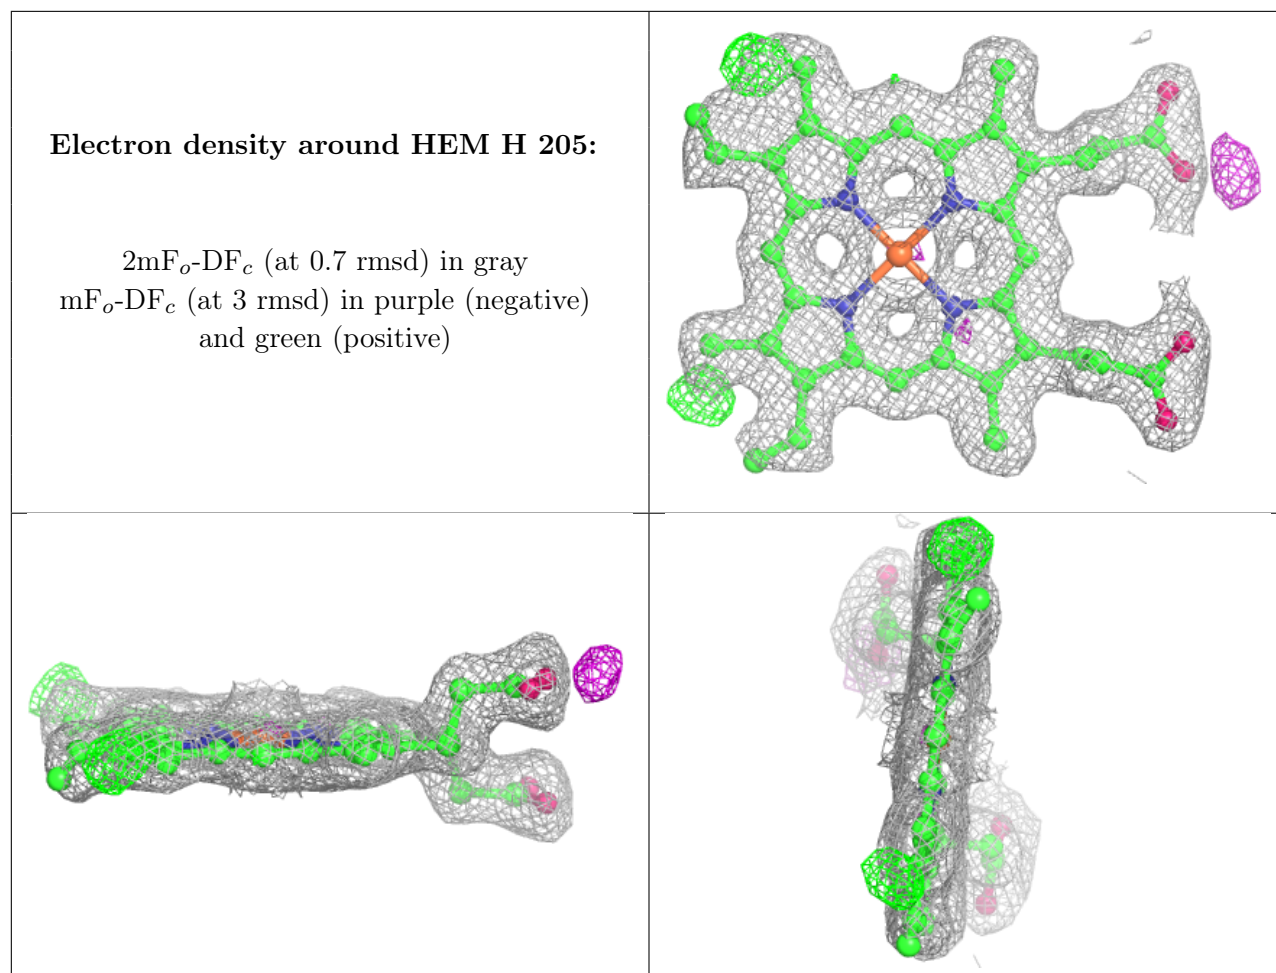 Electron density around HEM H 205:
2mFo-DFc (at 0.7 rmsd) in gray
mFo-DFc (at 3 rmsd) in purple (negative)
and green (positive)